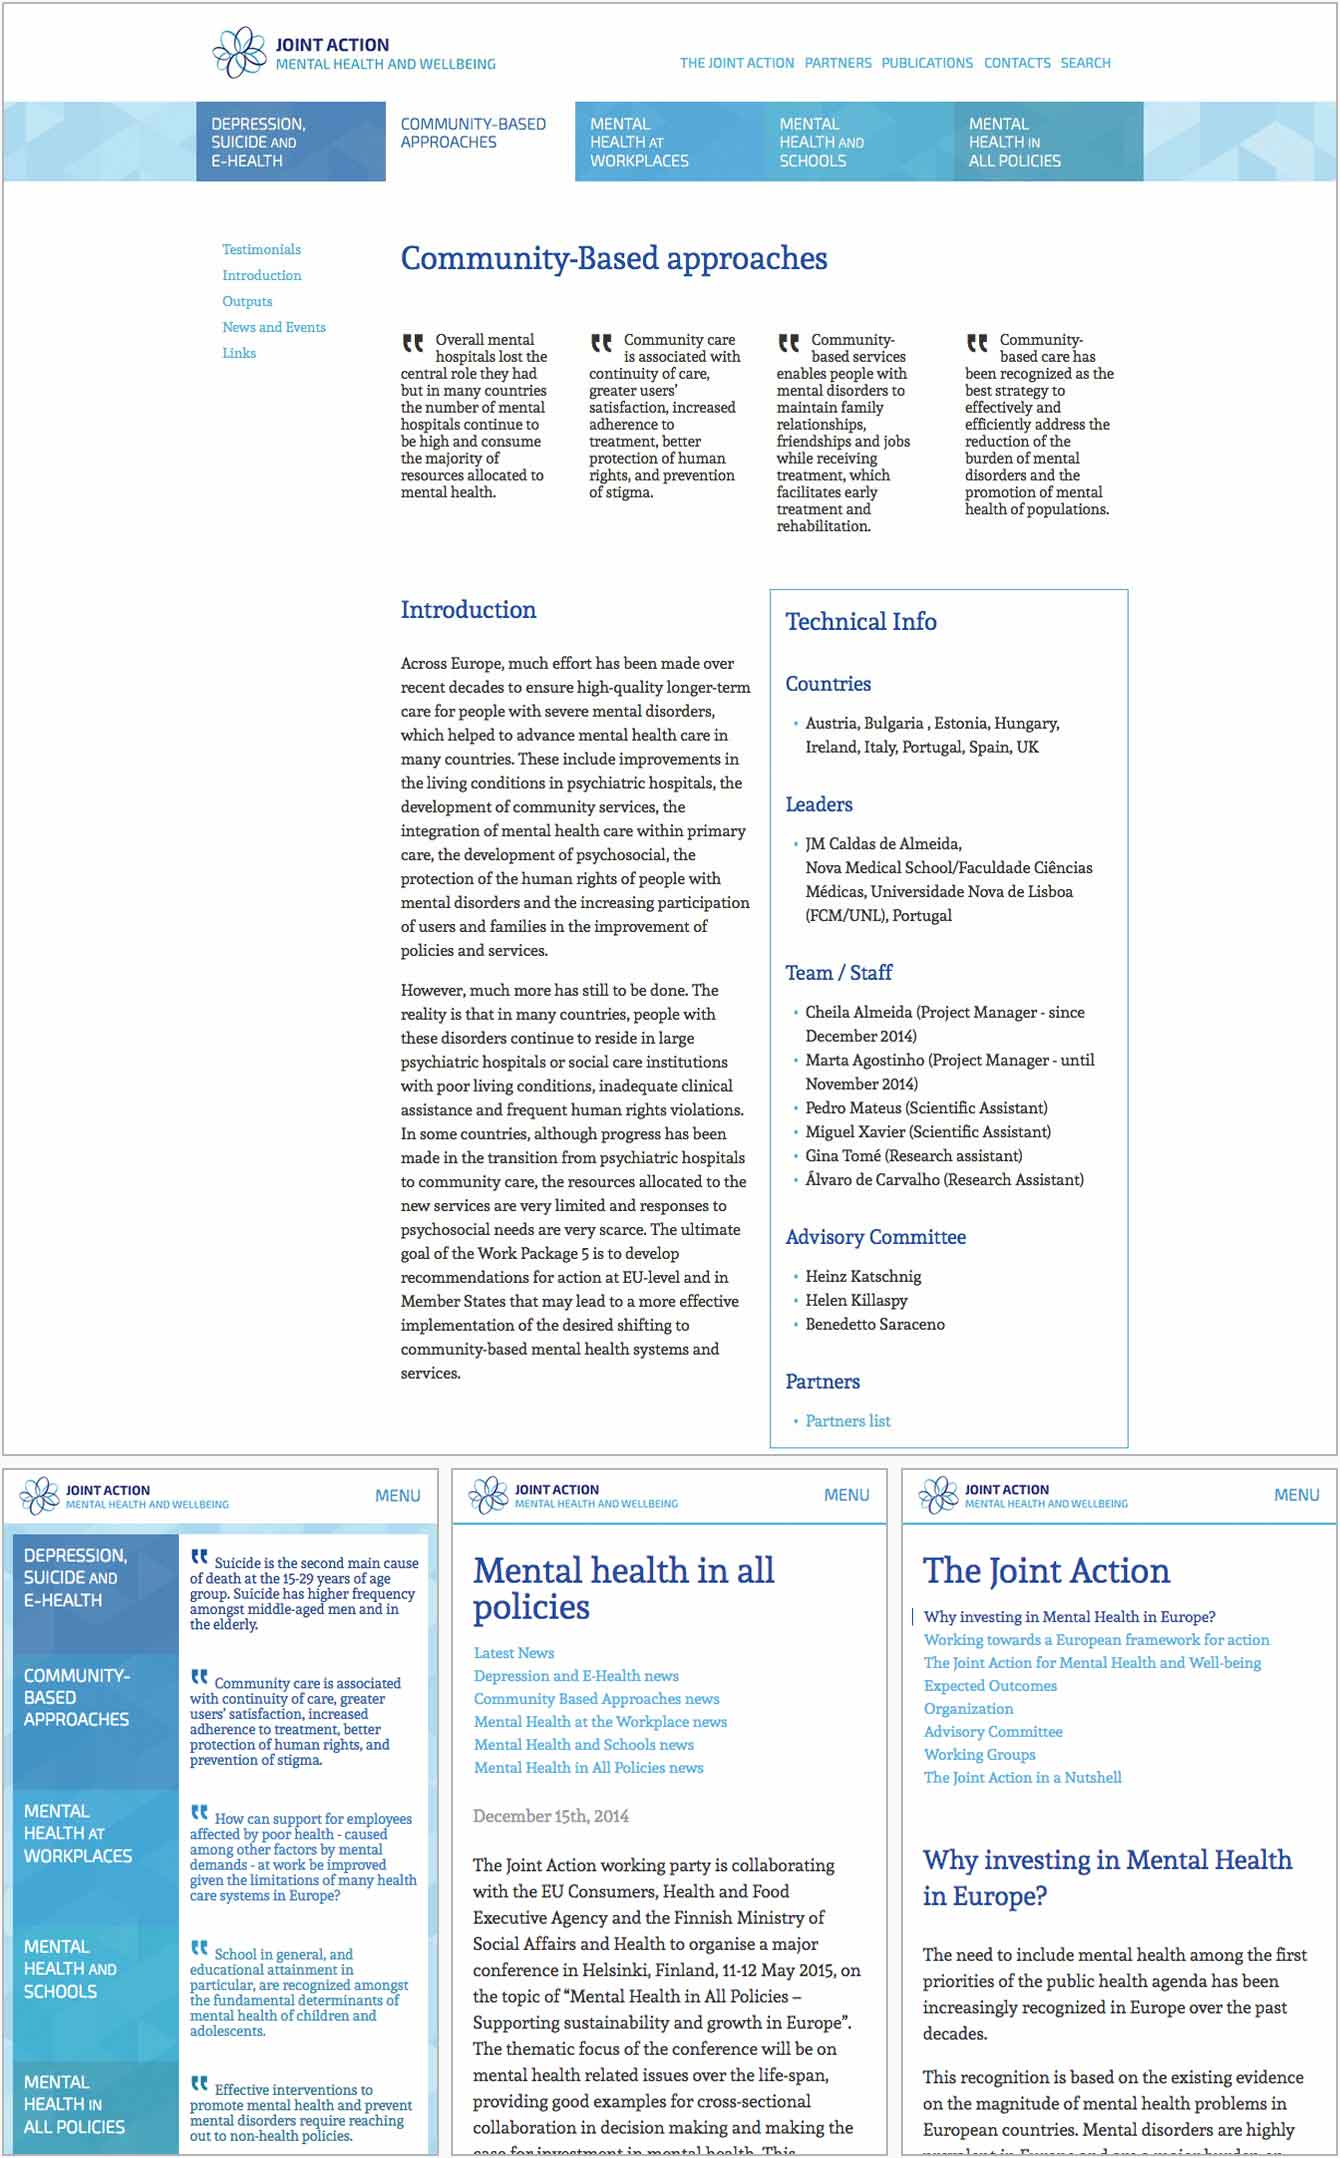 JOINT ACTION
MENTAL HEALTH AND WELLBEING
THE JOINT ACTION PARTNERS PUBLICATIONS CONTACTS SEARCH
DEPRESSION,
SUICIDE AND
E-HEALTH
COMMUNITY-BASED
APPROACHES
MENTAL
HEALTH AT
WORKPLACES
MENTAL
HEALTH AND
SCHOOLS
MENTAL
HEALTH IN
ALL POLICIES
Testimonials
Introduction
Outputs
News and Events
Links
Community-Based approaches
" Overall mental
hospitals lost the
central role they had
but in many countries
the number of mental
hospitals continue to
be high and consume
the majority of
resources allocated to
mental health.
" Community care
is associated with
continuity of care,
greater users'
satisfaction, increased
adherence to
treatment, better
protection of human
rights, and prevention
of stigma.
" Community-
based services
enables people with
mental disorders to
maintain family
relationships,
friendships and jobs
while receiving
treatment, which
facilitates early
treatment and
rehabilitation.
" Community-
based care has
been recognized as the
best strategy to
effectively and
efficiently address the
reduction of the
burden of mental
disorders and the
promotion of mental
health of populations.
Introduction
Across Europe, much effort has been made over
recent decades to ensure high-quality longer-term
care for people with severe mental disorders,
which helped to advance mental health care in
many countries. These include improvements in
the living conditions in psychiatric hospitals, the
development of community services, the
integration of mental health care within primary
care, the development of psychosocial, the
protection of the human rights of people with
mental disorders and the increasing participation
of users and families in the improvement of
policies and services.
However, much more has still to be done. The
reality is that in many countries, people with
these disorders continue to reside in large
psychiatric hospitals or social care institutions
with poor living conditions, inadequate clinical
assistance and frequent human rights violations.
In some countries, although progress has been
made in the transition from psychiatric hospitals
to community care, the resources allocated to the
new services are very limited and responses to
psychosocial needs are very scarce. The ultimate
goal of the Work Package 5 is to develop
recommendations for action at EU-level and in
Member States that may lead to a more effective
implementation of the desired shifting to
community-based mental health systems and
services.
Technical Info
Countries
• Austria, Bulgaria , Estonia, Hungary,
Ireland, Italy, Portugal, Spain, UK
Leaders
• JM Caldas de Almeida,
Nova Medical School/Faculdade Ciências
Médicas, Universidade Nova de Lisboa
(FCM/UNL), Portugal
Team / Staff
• Cheila Almeida (Project Manager - since
December 2014)
• Marta Agostinho (Project Manager - until
November 2014)
• Pedro Mateus (Scientific Assistant)
• Miguel Xavier (Scientific Assistant)
• Gina Tomé (Research assistant)
• Álvaro de Carvalho (Research Assistant)
Advisory Committee
• Heinz Katschnig
• Helen Killaspy
• Benedetto Saraceno
Partners
• Partners list
JOINT ACTION
MENTAL HEALTH AND WELLBEING
MENU
DEPRESSION,
SUICIDE AND
E-HEALTH
" Suicide is the second main cause
of death at the 15-29 years of age
group. Suicide has higher frequency
amongst middle-aged men and in
the elderly.
COMMUNITY-
BASED
APPROACHES
" Community care is associated
with continuity of care, greater
users' satisfaction, increased
adherence to treatment, better
protection of human rights, and
prevention of stigma.
MENTAL
HEALTH AT
WORKPLACES
" How can support for employees
affected by poor health - caused
among other factors by mental
demands - at work be improved
given the limitations of many health
care systems in Europe?
MENTAL
HEALTH AND
SCHOOLS
" School in general, and
educational attainment in
particular, are recognized amongst
the fundamental determinants of
mental health of children and
adolescents.
MENTAL
HEALTH IN
ALL POLICIES
" Effective interventions to
promote mental health and prevent
mental disorders require reaching
out to non-health policies.
JOINT ACTION
MENTAL HEALTH AND WELLBEING
MENU
Mental health in all
policies
Latest News
Depression and E-Health news
Community Based Approaches news
Mental Health at the Workplace news
Mental Health and Schools news
Mental Health in All Policies news
December 15th, 2014
The Joint Action working party is collaborating
with the EU Consumers, Health and Food
Executive Agency and the Finnish Ministry of
Social Affairs and Health to organise a major
conference in Helsinki, Finland, 11-12 May 2015, on
the topic of “Mental Health in All Policies –
Supporting sustainability and growth in Europe”.
The thematic focus of the conference will be on
mental health related issues over the life-span,
providing good examples for cross-sectional
collaboration in decision making and making the
case for investment in mental health. This
JOINT ACTION
MENTAL HEALTH AND WELLBEING
MENU
The Joint Action
Why investing in Mental Health in Europe?
Working towards a European framework for action
The Joint Action for Mental Health and Well-being
Expected Outcomes
Organization
Advisory Committee
Working Groups
The Joint Action in a Nutshell
Why investing in Mental Health
in Europe?
The need to include mental health among the first
priorities of the public health agenda has been
increasingly recognized in Europe over the past
decades.
This recognition is based on the existing evidence
on the magnitude of mental health problems in
European countries. Mental disorders are highly
prevalent in Europe and are a major burden on